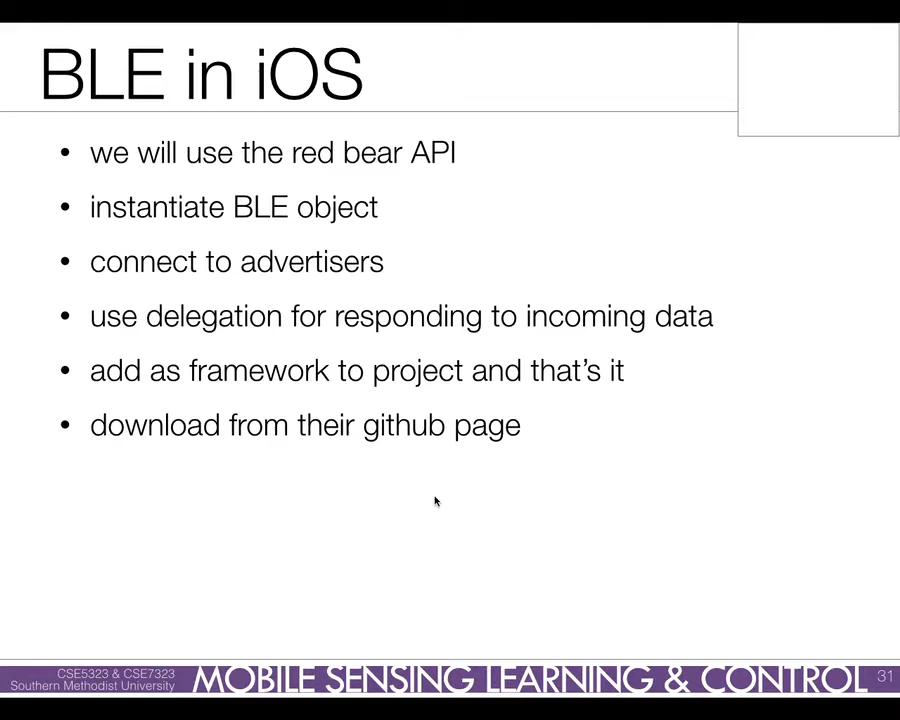 BLE in iOS
• we will use the red bear API
• instantiate BLE object
• connect to advertisers
• use delegation for responding to incoming data
• add as framework to project and that’s it
• download from their github page
CSE5323 & CSE7323
Southern Methodist University
MOBILE SENSING LEARNING & CONTROL
31